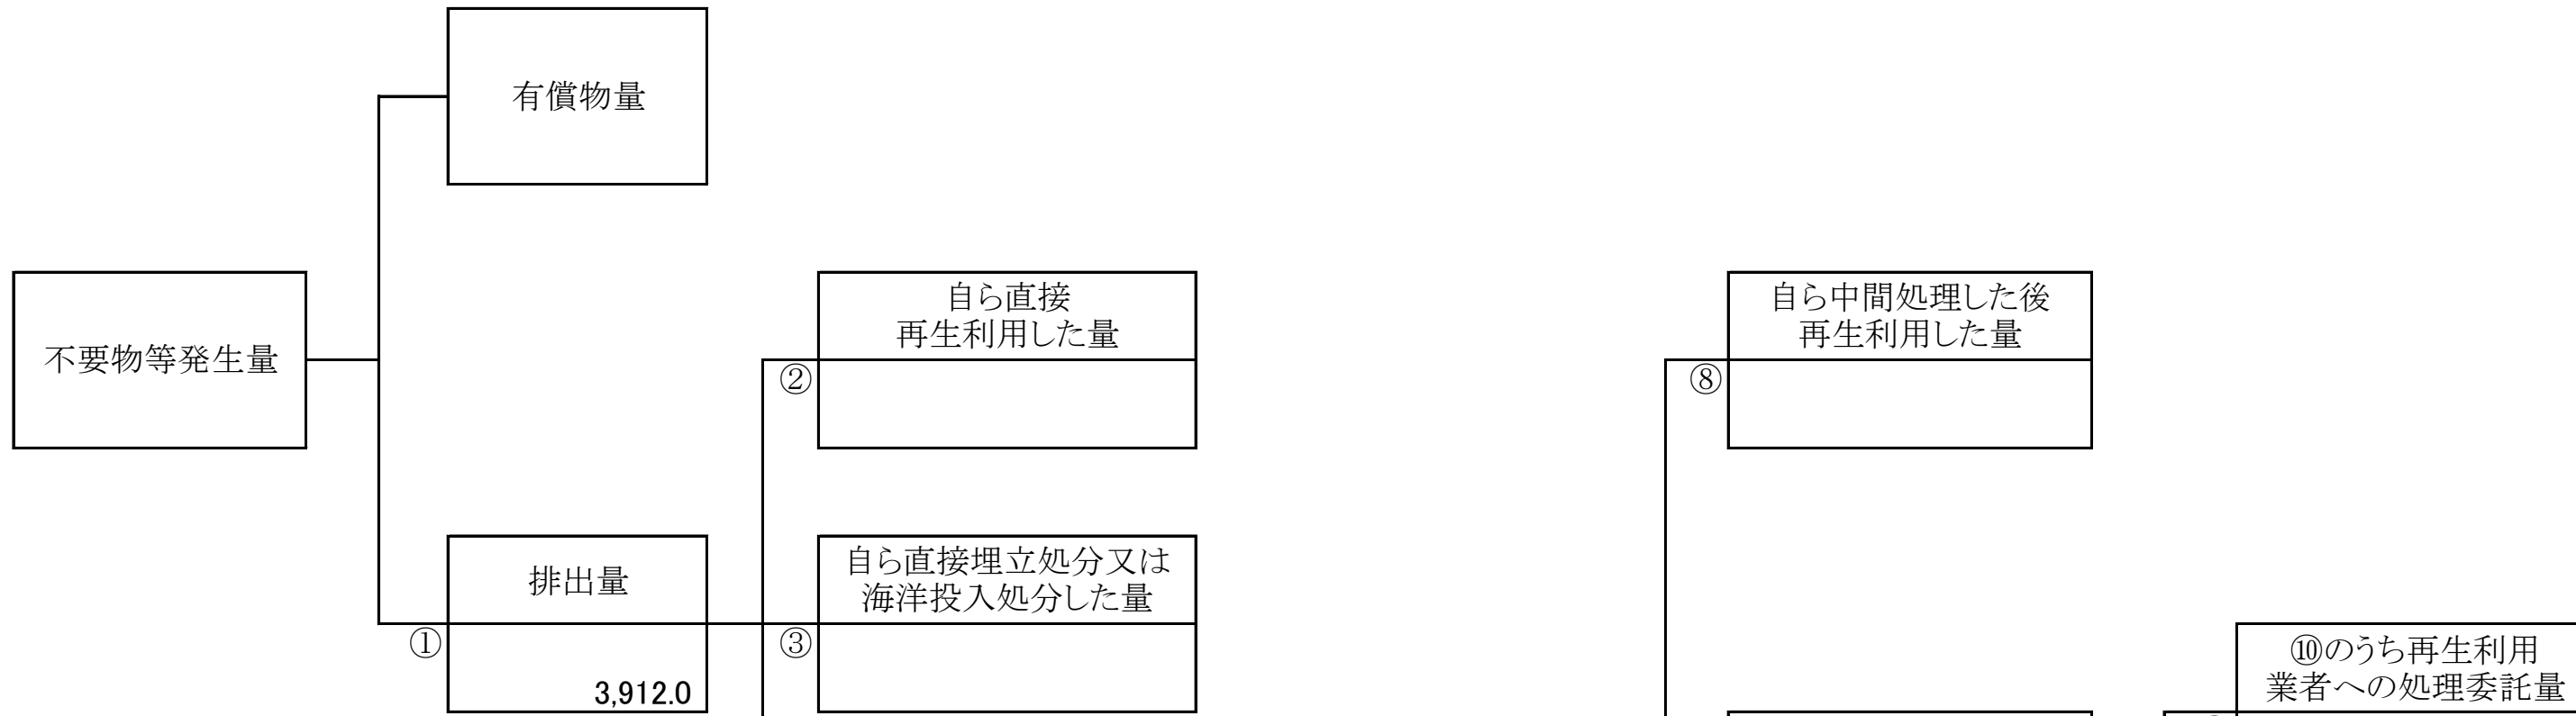 有償物量
不要物等発生量
自ら直接
再生利用した量
②
自ら中間処理した後
再生利用した量
⑧
排出量
①
3,912.0
自ら直接埋立処分又は
海洋投入処分した量
③
⑩のうち再生利用
業者への処理委託量